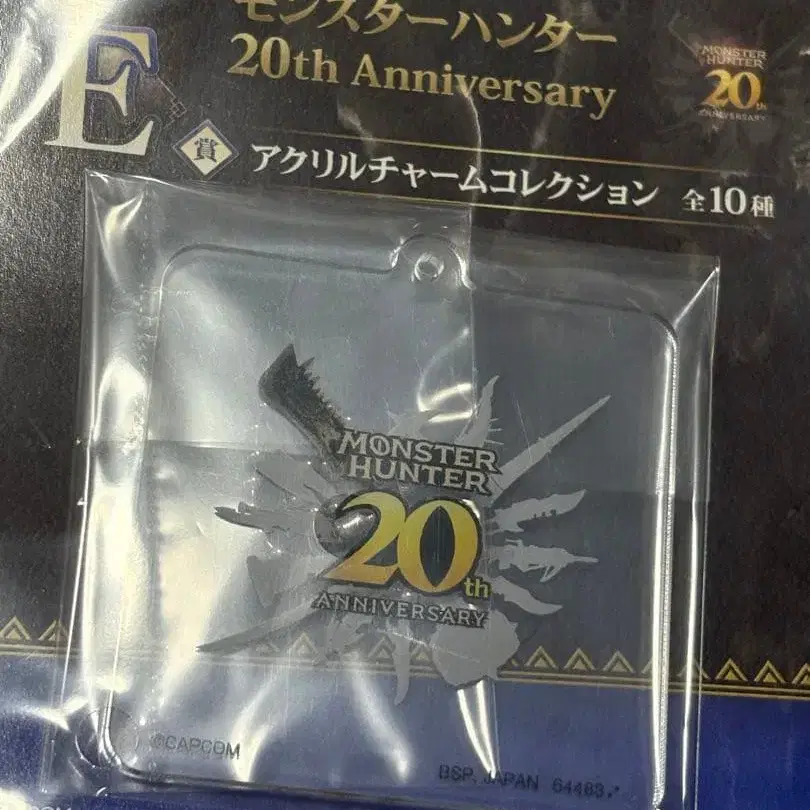 モンスターハンター
20th Anniversary
MONSTER
HUNTER
20th
ANNIVERSARY
E
賞
アクリルチャームコレクション 全10種
MONSTER
HUNTER
20th
ANNIVERSARY
©CAPCOM
BSP. JAPAN